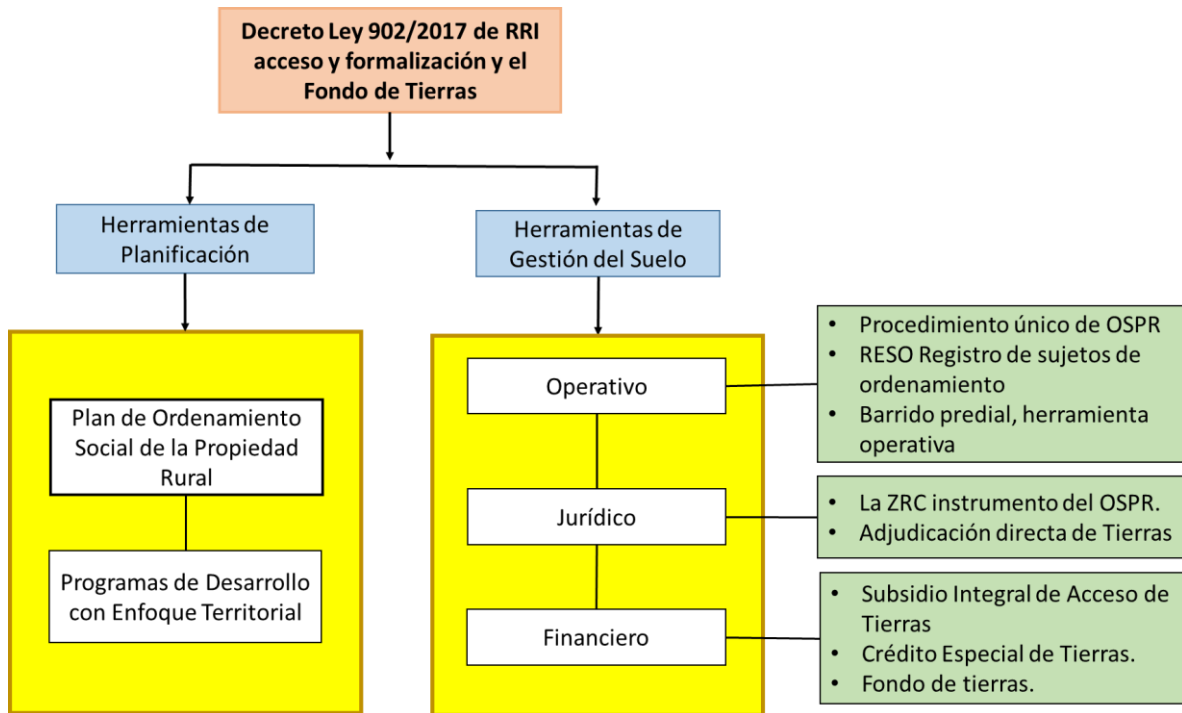 Decreto Ley 902/2017 de RRI
acceso y formalización y el
Fondo de Tierras
Herramientas de
Planificación
Herramientas de
Gestión del Suelo
Plan de Ordenamiento
Social de la Propiedad
Rural
Programas de Desarrollo
con Enfoque Territorial
Operativo
Jurídico
Financiero
• Procedimiento único de OSPR
• RESO Registro de sujetos de
ordenamiento
• Barrido predial, herramienta
operativa
• La ZRC instrumento del OSPR.
• Adjudicación directa de Tierras
• Subsidio Integral de Acceso de
Tierras
• Crédito Especial de Tierras.
• Fondo de tierras.